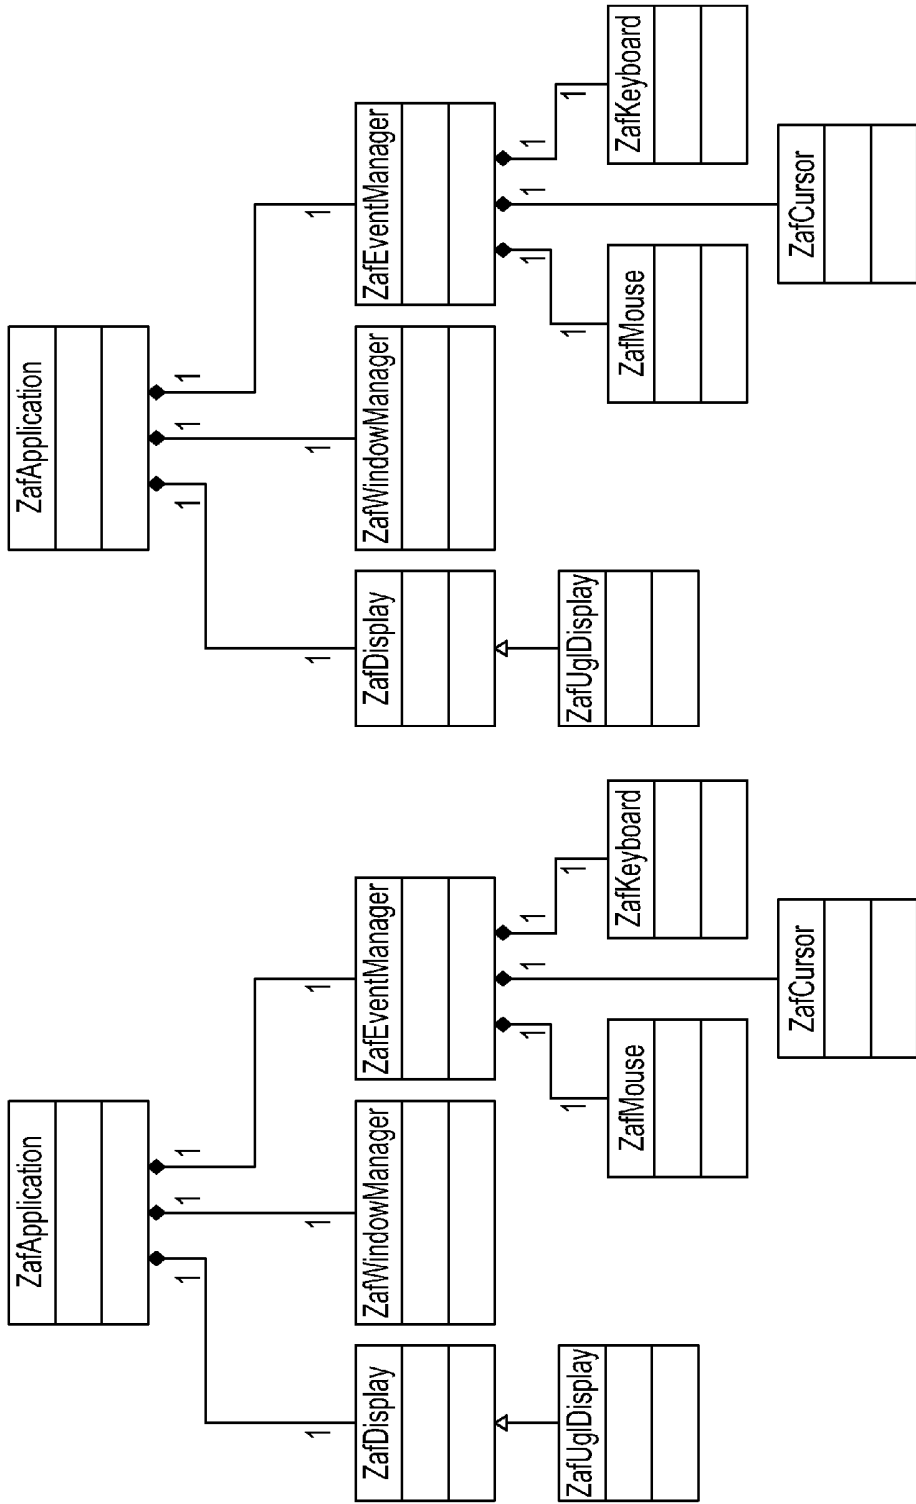 ZafApplication
1
1
1
1
1
1
ZafDisplay
ZafWindowManager
ZafEventManager
1
1
1
1
1
ZafUglDisplay
ZafMouse
ZafKeyboard
ZafCursor
ZafApplication
1
1
1
1
1
1
ZafDisplay
ZafWindowManager
ZafEventManager
1
1
1
1
1
ZafUglDisplay
ZafMouse
ZafKeyboard
ZafCursor